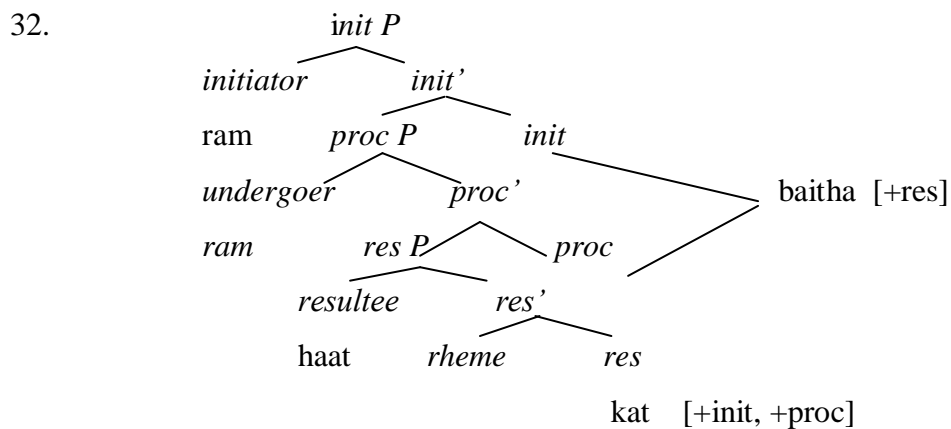 32. init P
initiator init’
ram proc P init
undergoer proc’ baitha [+res]
ram res P proc
resultee res’
haat rheme res
kat [+init, +proc]